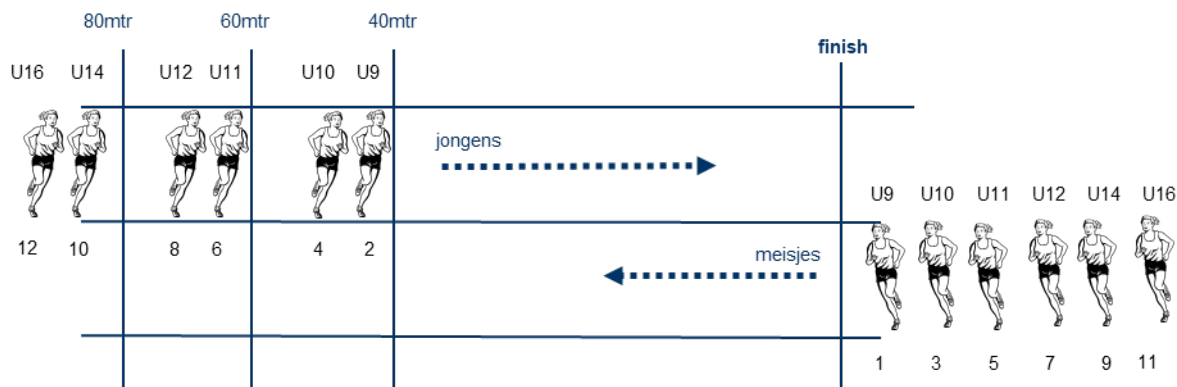 80mtr 60mtr 40mtr
finish
U16 U14 U12 U11 U10 U9
jongens
U9 U10 U11 U12 U14 U16
12 10 8 6 4 2
meisjes
1 3 5 7 9 11